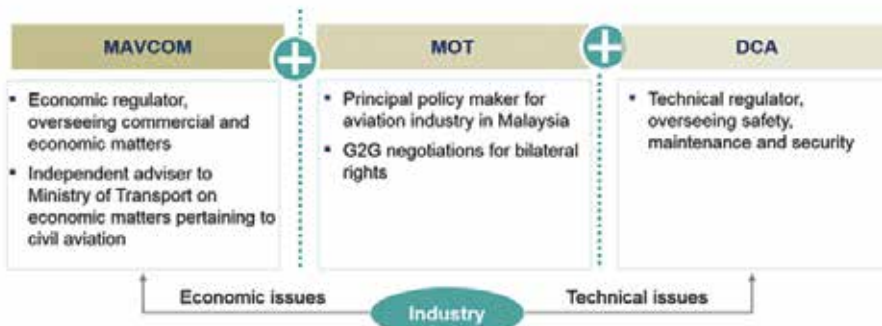 MAVCOM
MOT
DCA
▪ Economic regulator,
overseeing commercial and
economic matters
▪ Independent adviser to
Ministry of Transport on
economic matters pertaining to
civil aviation
▪ Principal policy maker for
aviation industry in Malaysia
▪ G2G negotiations for bilateral
rights
▪ Technical regulator,
overseeing safety,
maintenance and security
Economic issues
Industry
Technical issues